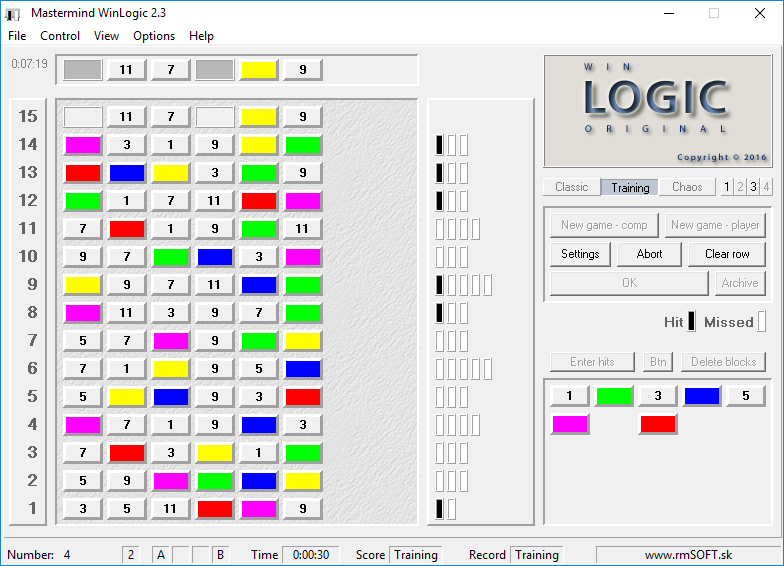 Mastermind WinLogic 2.3
File Control View Options Help
0:07:19 11 7 9
15 11 7 9
14 3 1 9
13 3 9
12 1 7 11
11 7 1 9 11
10 9 7 3
9 9 7 11
8 11 3 9 7
7 5 7 9
6 7 1 9 5
5 5 9 3
4 7 1 9 3
3 7 3 1
2 5 9
1 3 5 11 9
WIN
LOGIC
ORIGINAL
Copyright © 2016
Classic Training Chaos 1 2 3 4
New game - comp New game - player
Settings Abort Clear row
OK Archive
Hit Missed
Enter hits Btn Delete blocks
1 3 5
Number: 4 2 A B Time 0:00:30 Score Training Record Training www.rmSOFT.sk